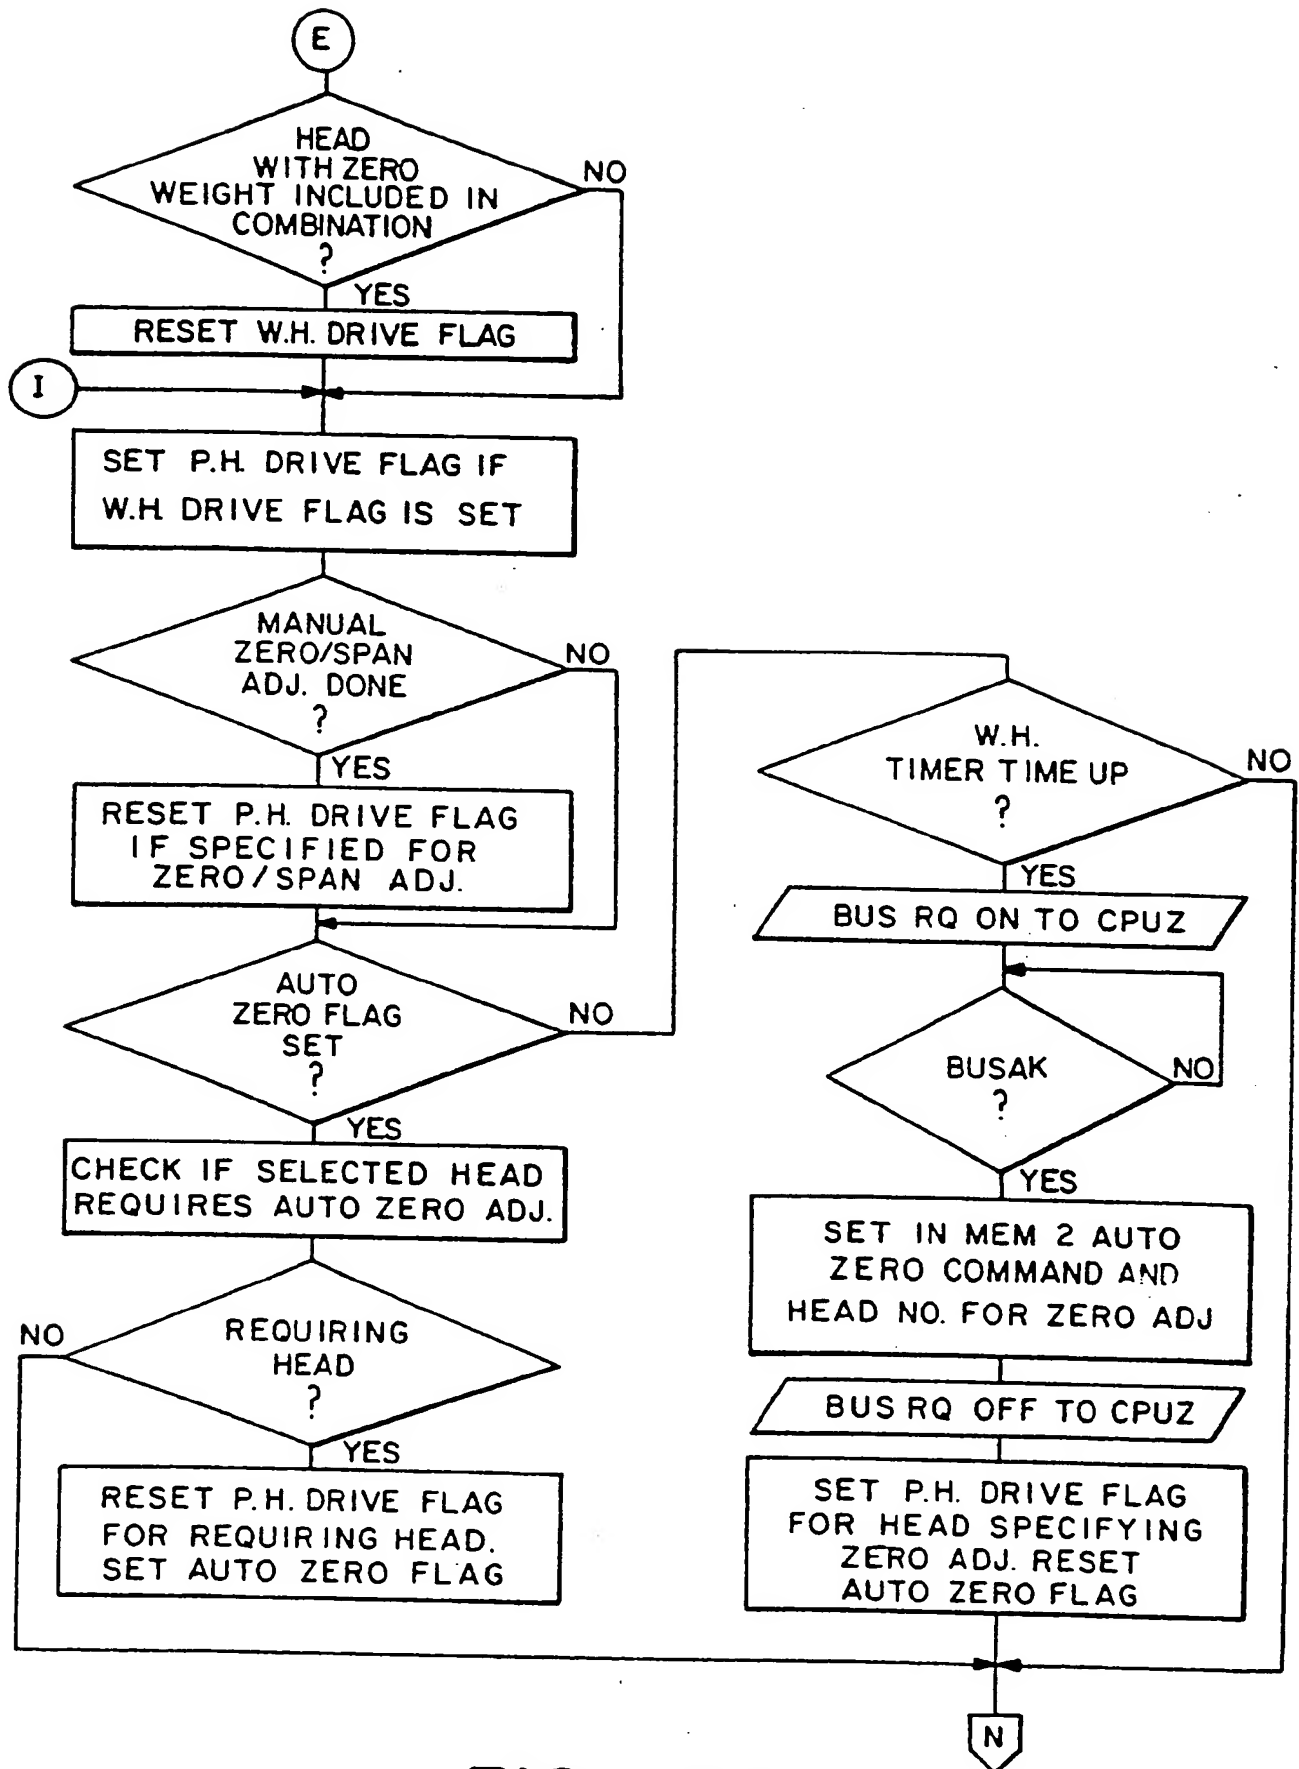 E
HEAD
WITH ZERO
WEIGHT INCLUDED IN
COMBINATION
?
NO
YES
RESET W.H. DRIVE FLAG
I
SET P.H. DRIVE FLAG IF
W.H. DRIVE FLAG IS SET
MANUAL
ZERO/SPAN
ADJ. DONE
?
NO
YES
RESET P.H. DRIVE FLAG
IF SPECIFIED FOR
ZERO/SPAN ADJ.
AUTO
ZERO FLAG
SET
?
NO
YES
CHECK IF SELECTED HEAD
REQUIRES AUTO ZERO ADJ.
REQUIRING
HEAD
?
NO
YES
RESET P.H. DRIVE FLAG
FOR REQUIRING HEAD.
SET AUTO ZERO FLAG
W.H.
TIMER TIME UP
?
NO
YES
BUS RQ ON TO CPUZ
BUSAK
?
NO
YES
SET IN MEM 2 AUTO
ZERO COMMAND AND
HEAD NO. FOR ZERO ADJ
BUS RQ OFF TO CPUZ
SET P.H. DRIVE FLAG
FOR HEAD SPECIFYING
ZERO ADJ. RESET
AUTO ZERO FLAG
N